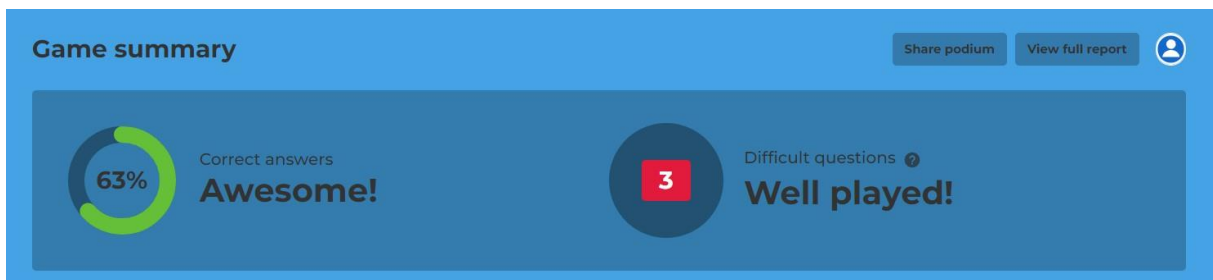 Game summary
Share podium
View full report
63%
Correct answers
Awesome!
3
Difficult questions ?
Well played!